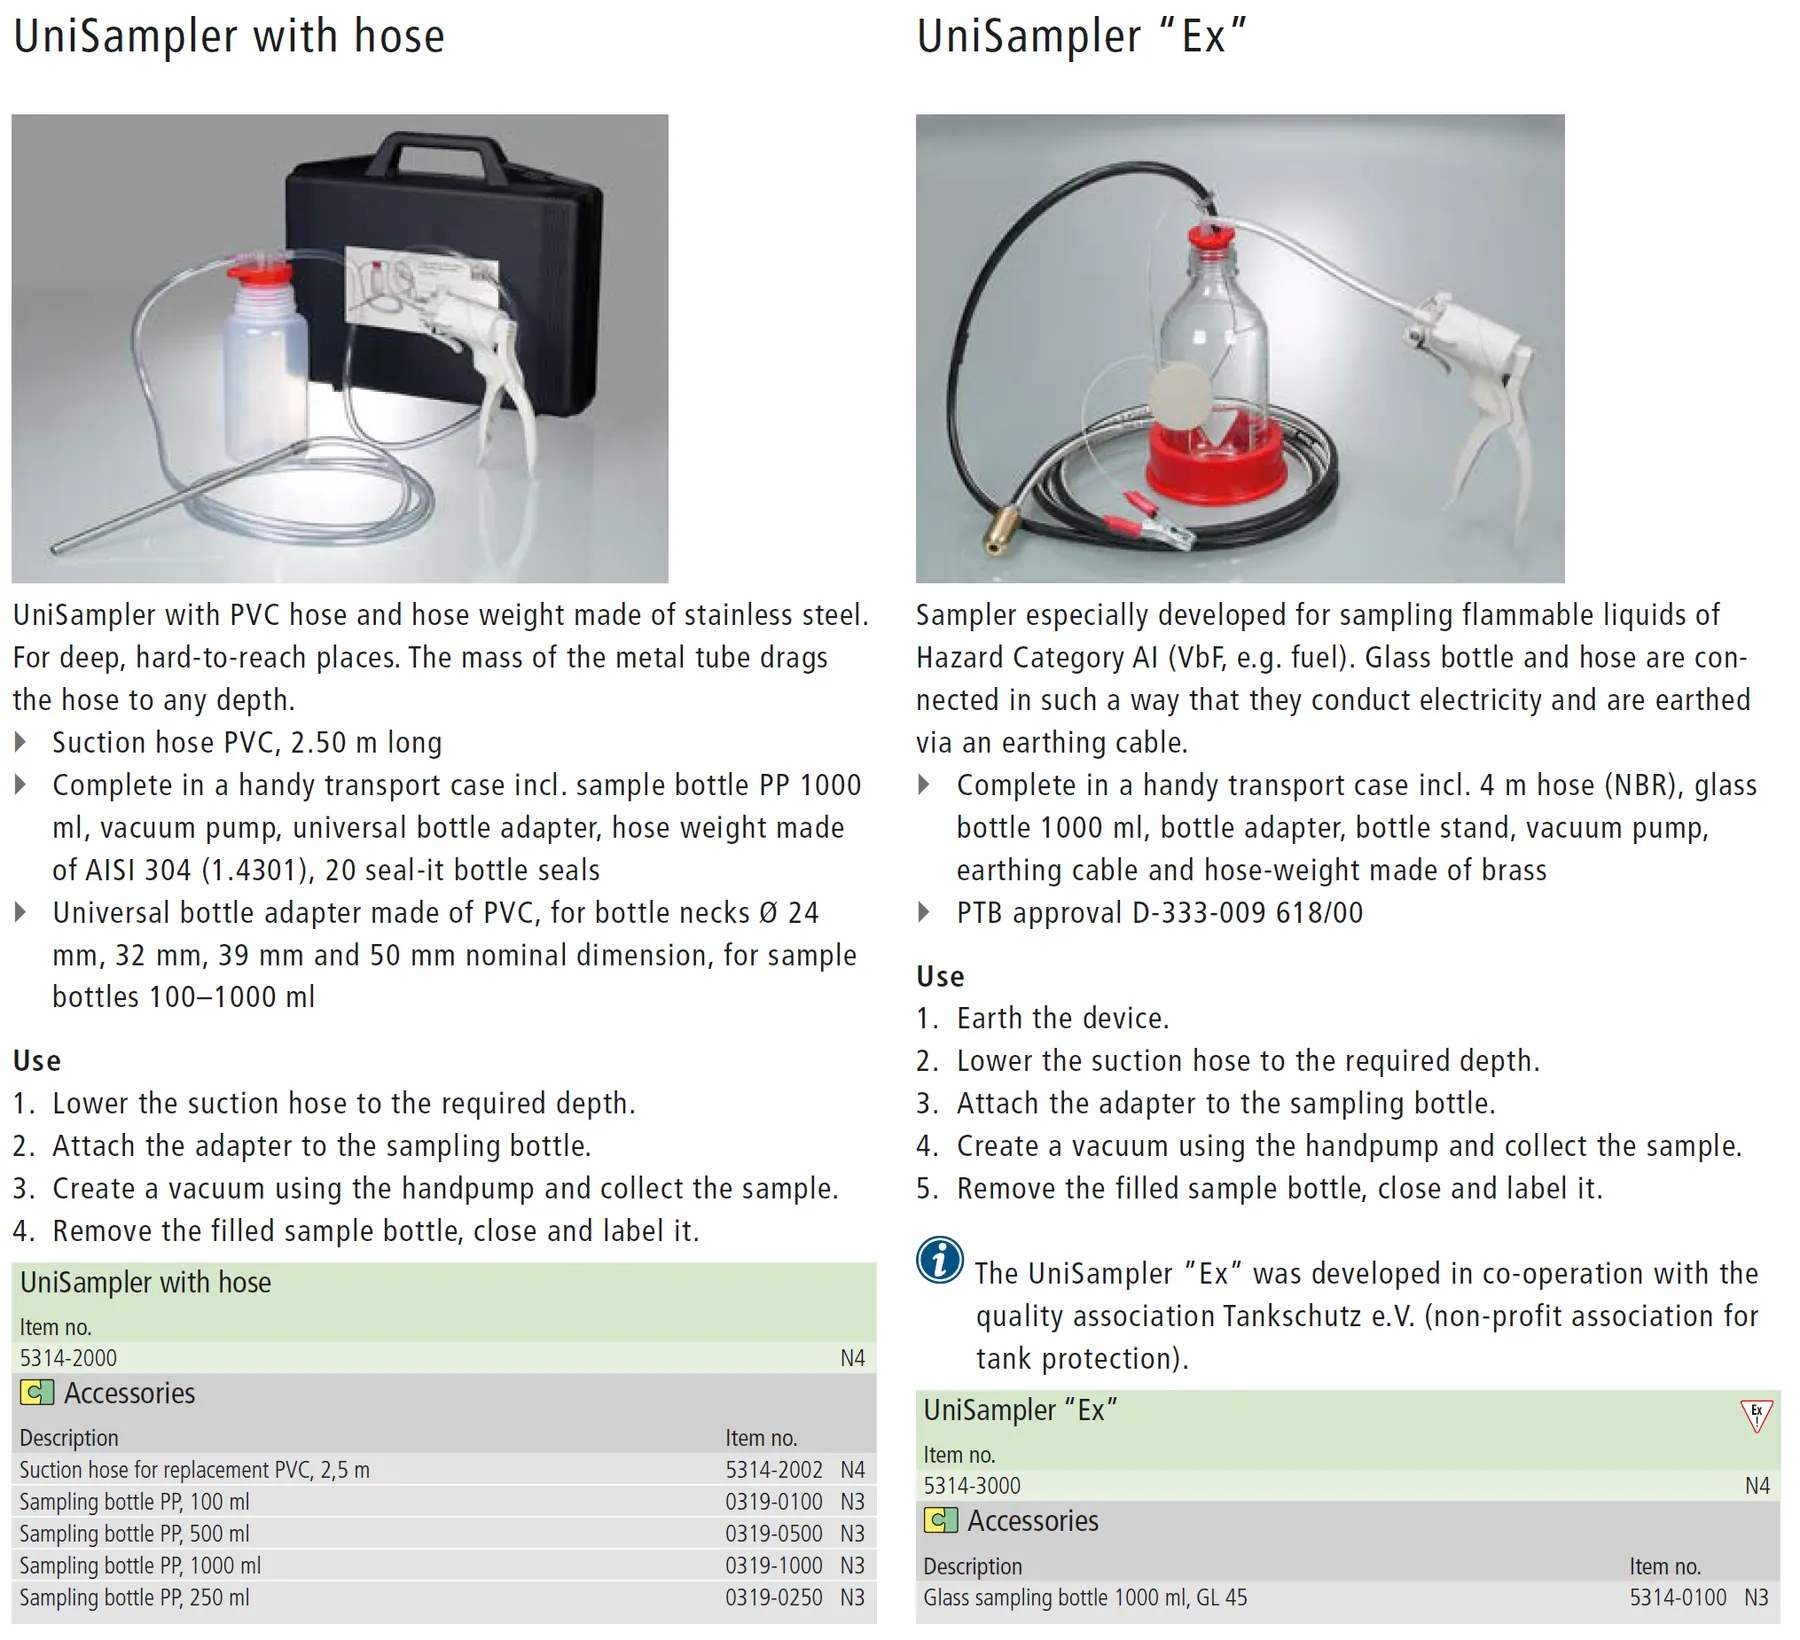 UniSampler with hose
UniSampler with PVC hose and hose weight made of stainless steel.
For deep, hard-to-reach places. The mass of the metal tube drags
the hose to any depth.
Suction hose PVC, 2.50 m long
Complete in a handy transport case incl. sample bottle PP 1000
ml, vacuum pump, universal bottle adapter, hose weight made
of AISI 304 (1.4301), 20 seal-it bottle seals
Universal bottle adapter made of PVC, for bottle necks Ø 24
mm, 32 mm, 39 mm and 50 mm nominal dimension, for sample
bottles 100–1000 ml
Use
1. Lower the suction hose to the required depth.
2. Attach the adapter to the sampling bottle.
3. Create a vacuum using the handpump and collect the sample.
4. Remove the filled sample bottle, close and label it.
UniSampler with hose
Item no.
5314-2000 N4
Accessories
Description Item no.
Suction hose for replacement PVC, 2,5 m 5314-2002 N4
Sampling bottle PP, 100 ml 0319-0100 N3
Sampling bottle PP, 500 ml 0319-0500 N3
Sampling bottle PP, 1000 ml 0319-1000 N3
Sampling bottle PP, 250 ml 0319-0250 N3
UniSampler “Ex”
Sampler especially developed for sampling flammable liquids of
Hazard Category AI (VbF, e.g. fuel). Glass bottle and hose are con-
nected in such a way that they conduct electricity and are earthed
via an earthing cable.
Complete in a handy transport case incl. 4 m hose (NBR), glass
bottle 1000 ml, bottle adapter, bottle stand, vacuum pump,
earthing cable and hose-weight made of brass
PTB approval D-333-009 618/00
Use
1. Earth the device.
2. Lower the suction hose to the required depth.
3. Attach the adapter to the sampling bottle.
4. Create a vacuum using the handpump and collect the sample.
5. Remove the filled sample bottle, close and label it.
The UniSampler ”Ex” was developed in co-operation with the
quality association Tankschutz e.V. (non-profit association for
tank protection).
UniSampler “Ex”
Ex
!
Item no.
5314-3000 N4
Accessories
Description Item no.
Glass sampling bottle 1000 ml, GL 45 5314-0100 N3